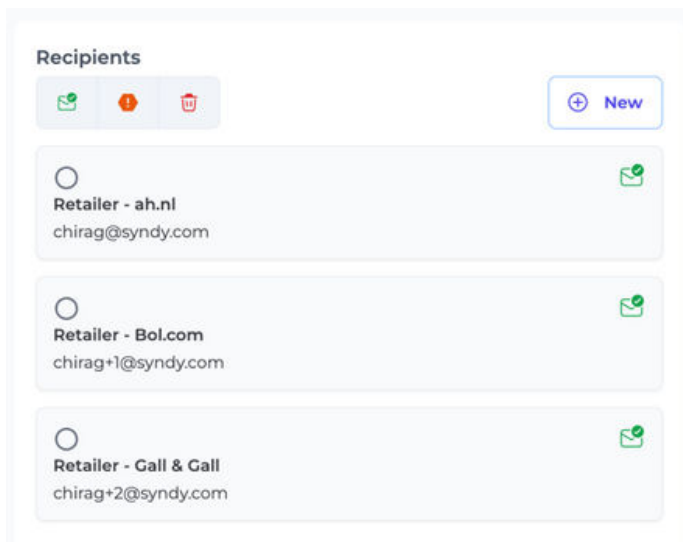 Recipients
New
Retailer - ah.nl
chirag@syndy.com
Retailer - Bol.com
chirag+1@syndy.com
Retailer - Gall & Gall
chirag+2@syndy.com